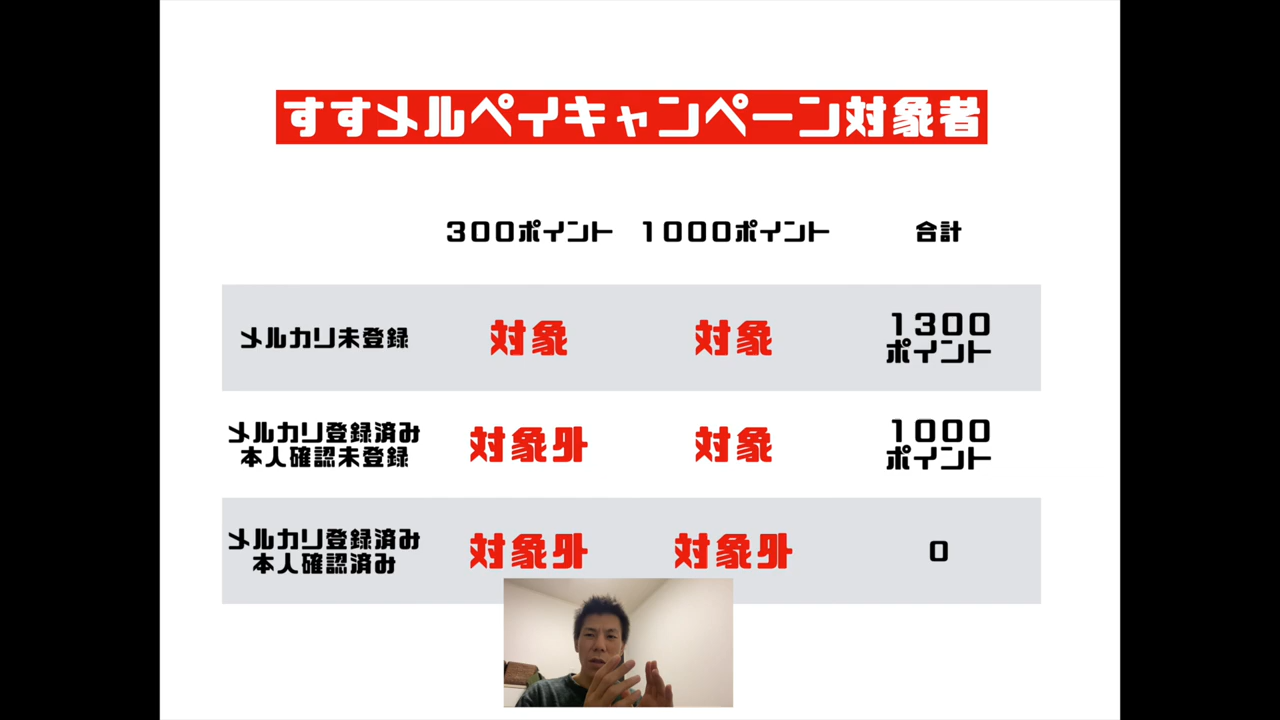 すすメルペイキャンペーン対象者
300ポイント 1000ポイント 合計
メルカリ未登録 対象 対象 1300
ポイント
メルカリ登録済み
本人確認未登録 対象外 対象 1000
ポイント
メルカリ登録済み
本人確認済み 対象外 対象外 0